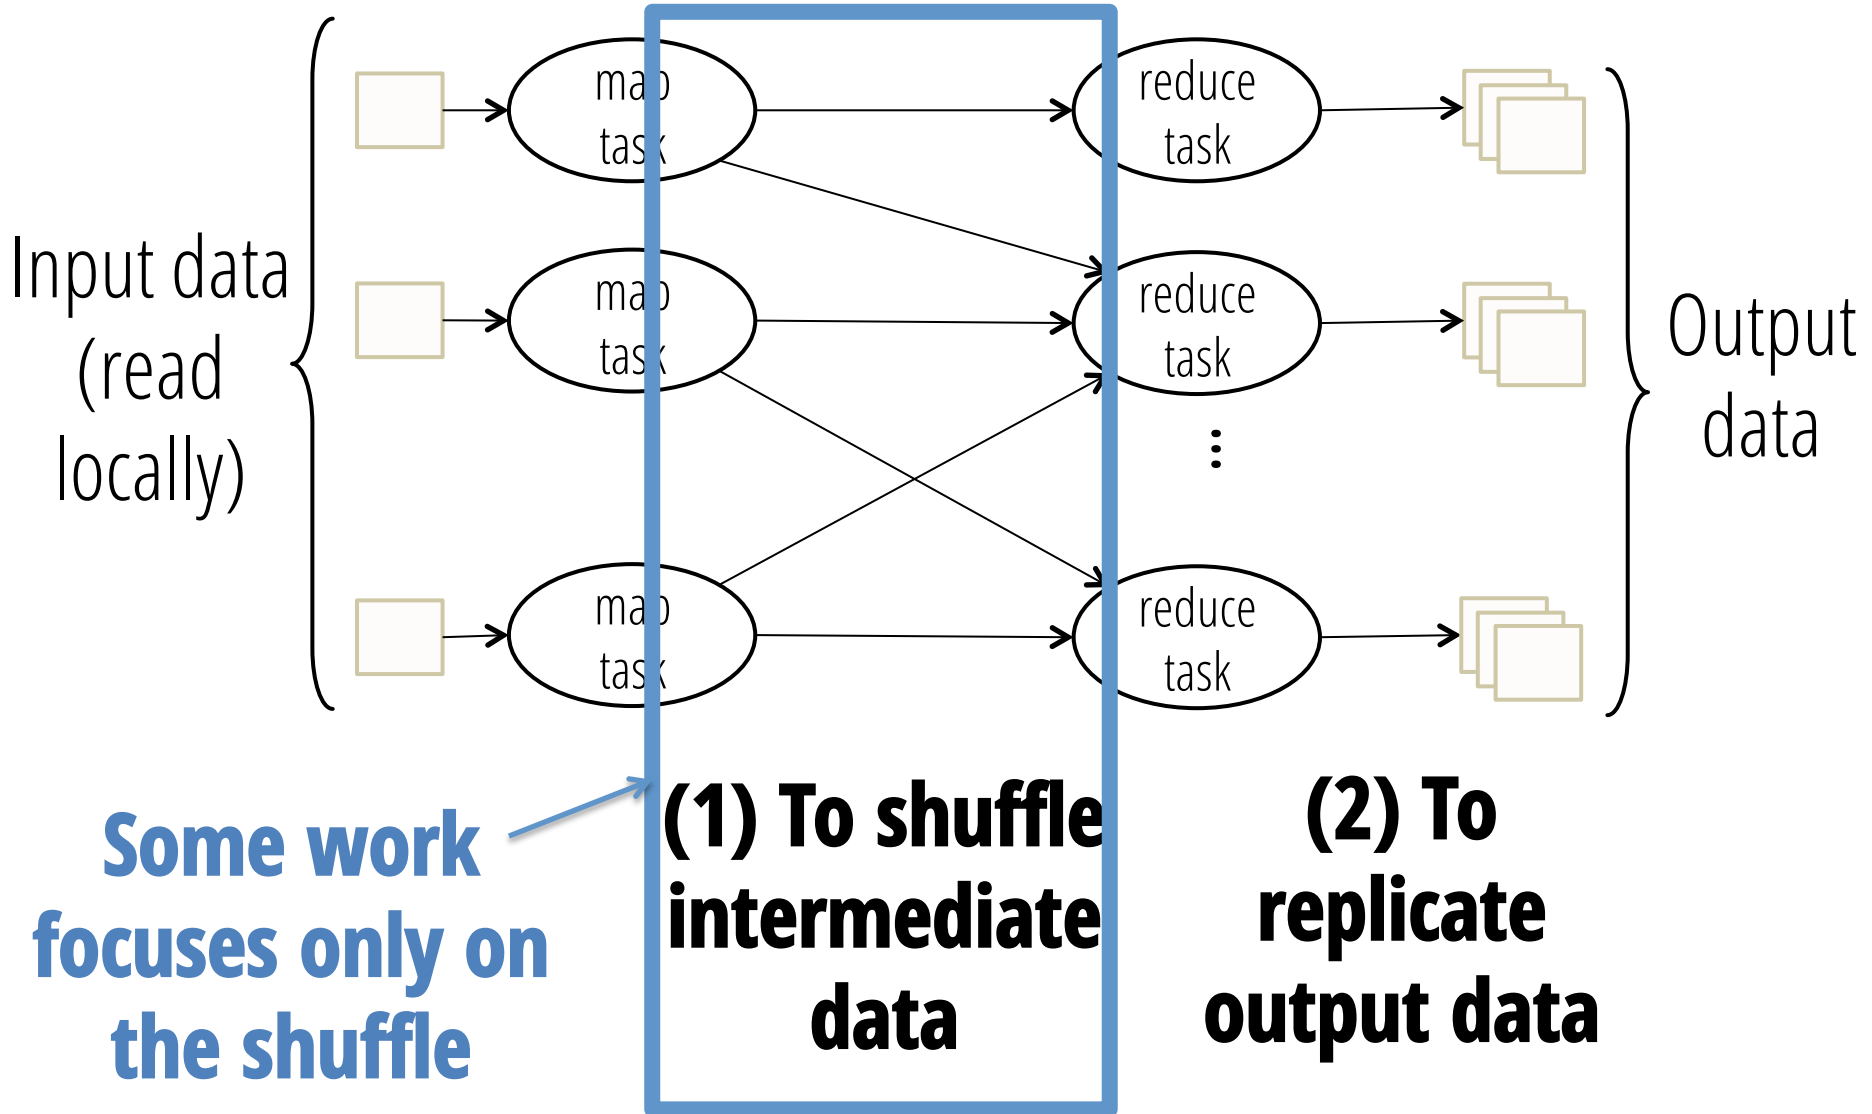 map
task
reduce
task
Input data
(read
locally)
map
task
reduce
task
Output
data
...
map
task
reduce
task
Some work
focuses only on
the shuffle
(1) To shuffle
intermediate
data
(2) To
replicate
output data